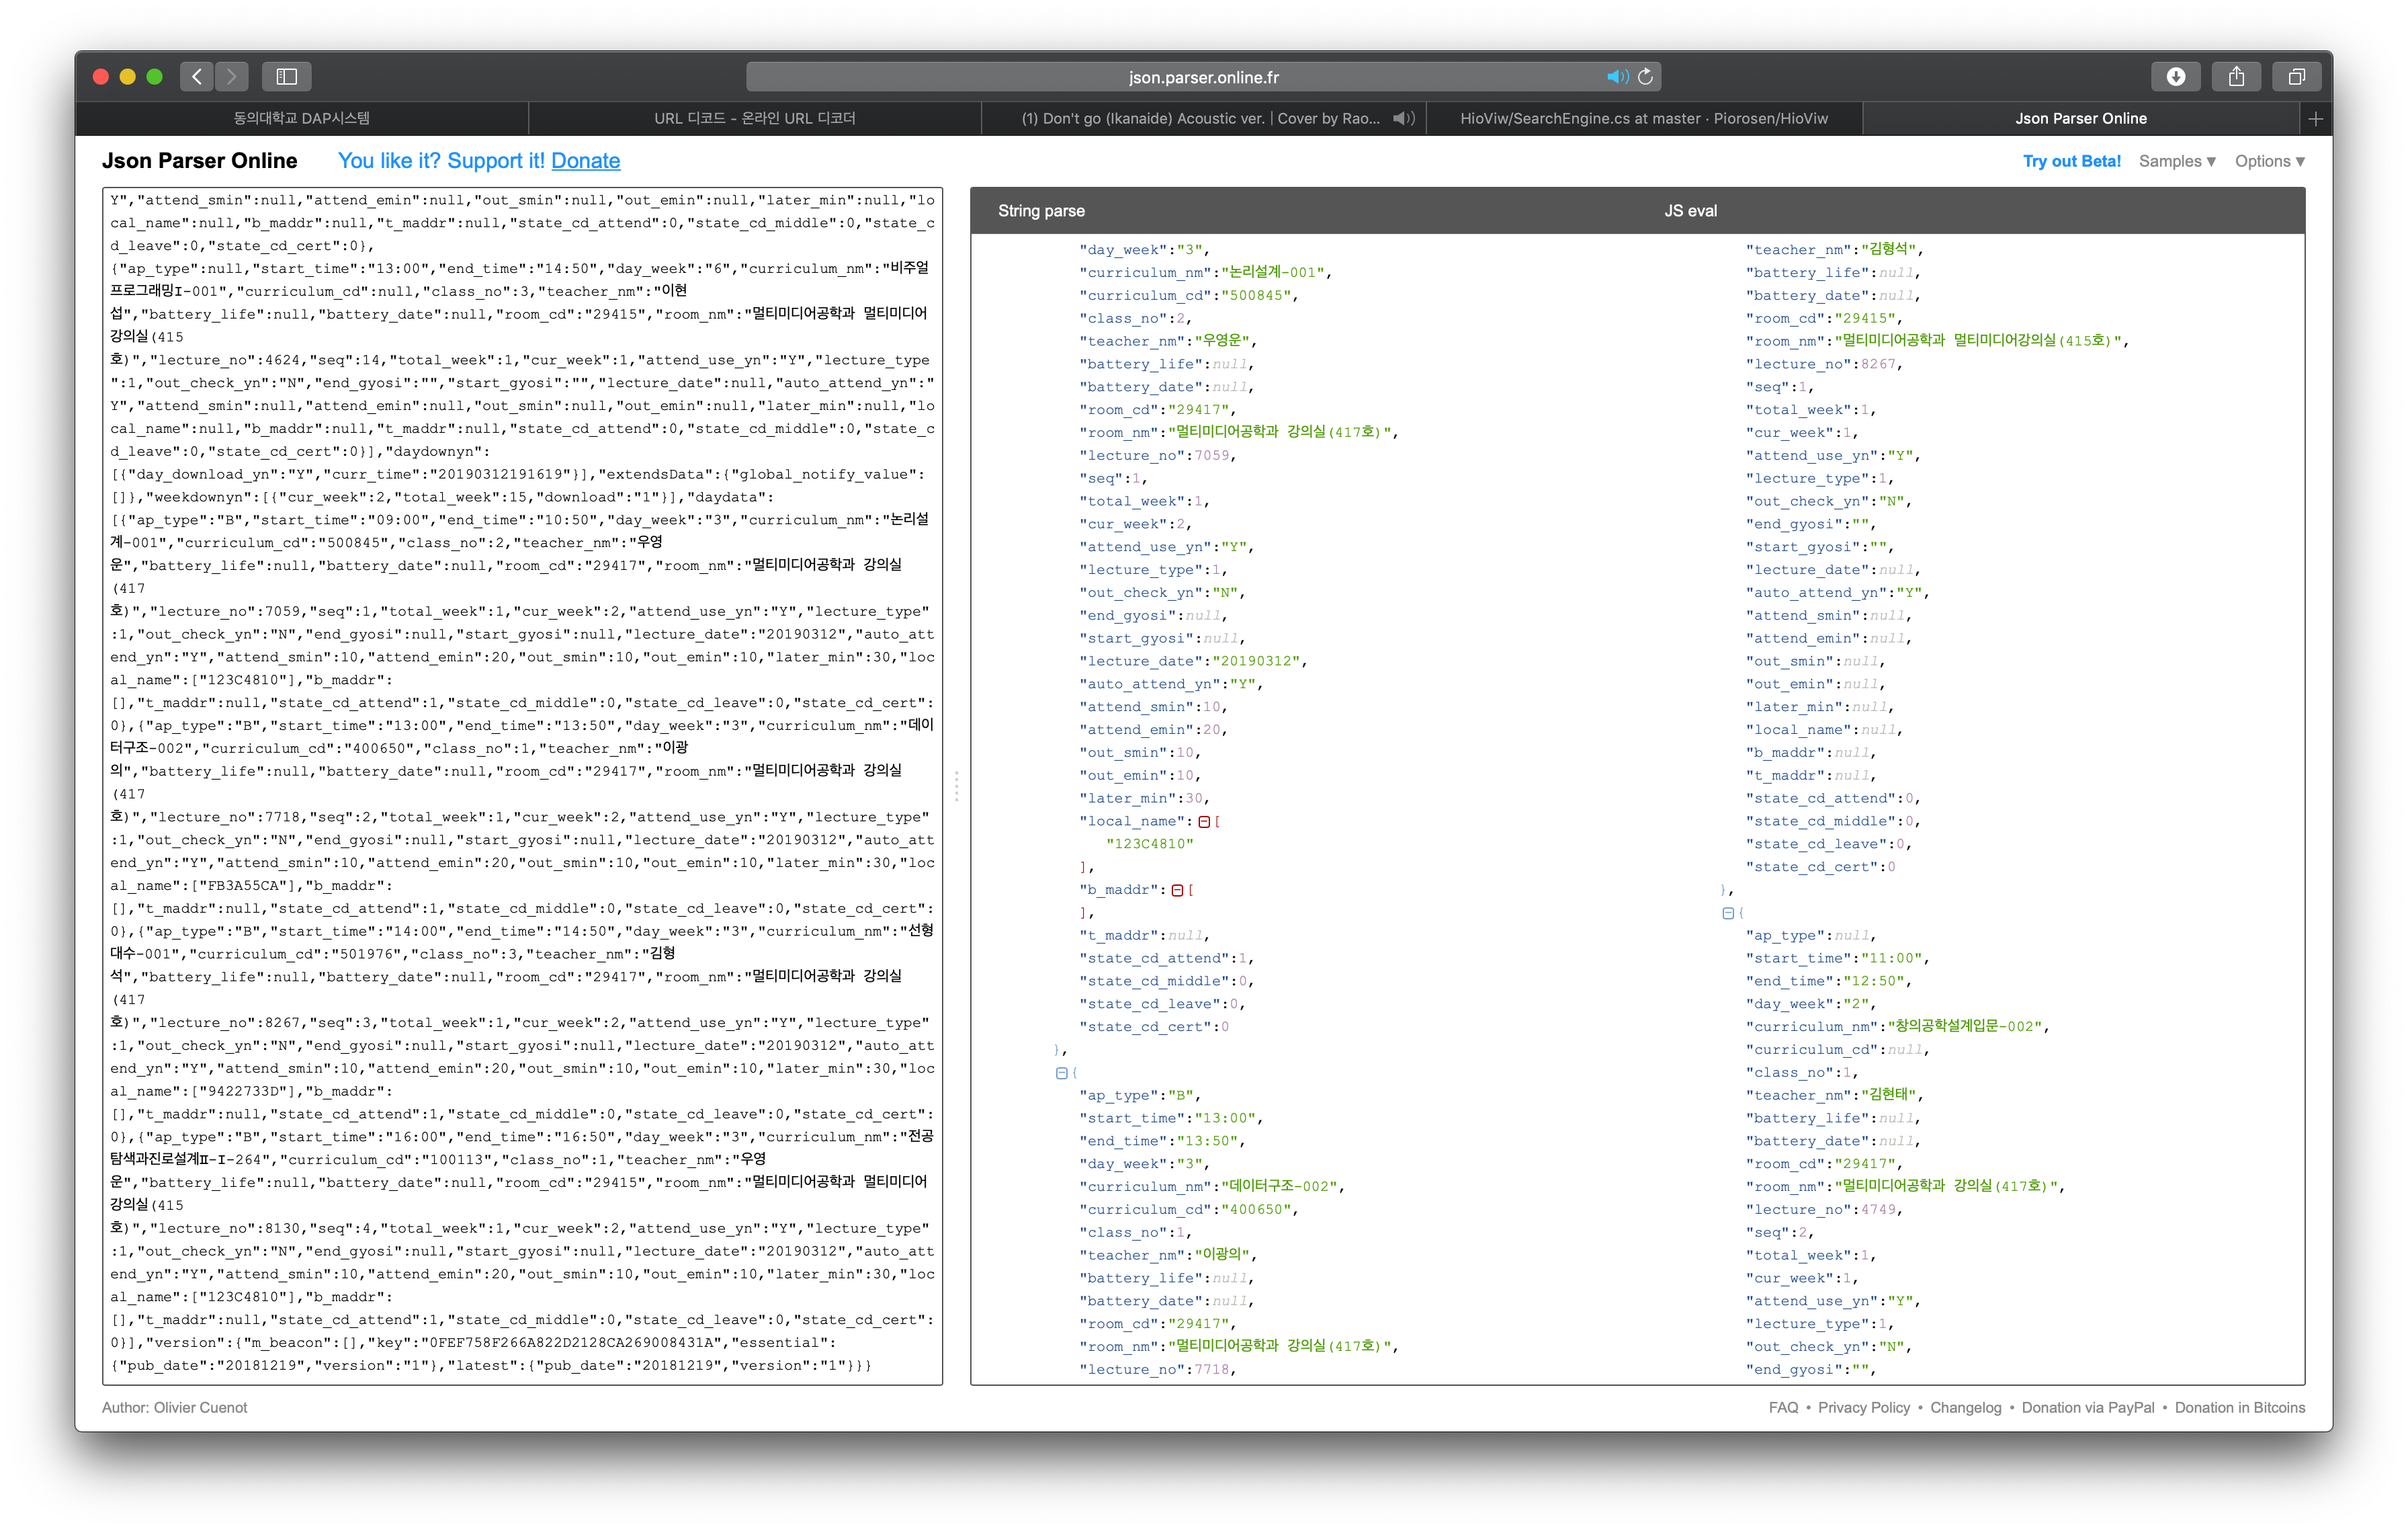 json.parser.online.fr
동의대학교 DAP시스템
URL 디코드 - 온라인 URL 디코더
(1) Don't go (Ikanaide) Acoustic ver. | Cover by Rao...
HioViw/SearchEngine.cs at master · Piorosen/HioViw
Json Parser Online
Json Parser Online
You like it? Support it! Donate
Try out Beta!
Samples ▼
Options ▼
Y","attend_smin":null,"attend_emin":null,"out_smin":null,"out_emin":null,"later_min":null,"lo
cal_name":null,"b_maddr":null,"t_maddr":null,"state_cd_attend":0,"state_cd_middle":0,"state_c
d_leave":0,"state_cd_cert":0},
{"ap_type":null,"start_time":"13:00","end_time":"14:50","day_week":"6","curriculum_nm":"비주얼
프로그래밍I-001","curriculum_cd":null,"class_no":3,"teacher_nm":"이현
섭","battery_life":null,"battery_date":null,"room_cd":"29415","room_nm":"멀티미디어공학과 멀티미디어
강의실(415
호)","lecture_no":4624,"seq":14,"total_week":1,"cur_week":1,"attend_use_yn":"Y","lecture_type
":1,"out_check_yn":"N","end_gyosi":"","start_gyosi":"","lecture_date":null,"auto_attend_yn":"
Y","attend_smin":null,"attend_emin":null,"out_smin":null,"out_emin":null,"later_min":null,"lo
cal_name":null,"b_maddr":null,"t_maddr":null,"state_cd_attend":0,"state_cd_middle":0,"state_c
d_leave":0,"state_cd_cert":0}],"daydownyn":
[{"day_download_yn":"Y","curr_time":"20190312191619"}],"extendsData":{"global_notify_value":
[]},"weekdownyn":[{"cur_week":2,"total_week":15,"download":"1"}],"daydata":
[{"ap_type":"B","start_time":"09:00","end_time":"10:50","day_week":"3","curriculum_nm":"논리설
계-001","curriculum_cd":"500845","class_no":2,"teacher_nm":"우영
운","battery_life":null,"battery_date":null,"room_cd":"29417","room_nm":"멀티미디어공학과 강의실
(417
호)","lecture_no":7059,"seq":1,"total_week":1,"cur_week":2,"attend_use_yn":"Y","lecture_type"
:1,"out_check_yn":"N","end_gyosi":null,"start_gyosi":null,"lecture_date":"20190312","auto_att
end_yn":"Y","attend_smin":10,"attend_emin":20,"out_smin":10,"out_emin":10,"later_min":30,"loc
al_name":["123C4810"],"b_maddr":
[],"t_maddr":null,"state_cd_attend":1,"state_cd_middle":0,"state_cd_leave":0,"state_cd_cert":
0},{"ap_type":"B","start_time":"13:00","end_time":"13:50","day_week":"3","curriculum_nm":"데이
터구조-002","curriculum_cd":"400650","class_no":1,"teacher_nm":"이광
의","battery_life":null,"battery_date":null,"room_cd":"29417","room_nm":"멀티미디어공학과 강의실
(417
호)","lecture_no":7718,"seq":2,"total_week":1,"cur_week":2,"attend_use_yn":"Y","lecture_type"
:1,"out_check_yn":"N","end_gyosi":null,"start_gyosi":null,"lecture_date":"20190312","auto_att
end_yn":"Y","attend_smin":10,"attend_emin":20,"out_smin":10,"out_emin":10,"later_min":30,"loc
al_name":["FB3A55CA"],"b_maddr":
[],"t_maddr":null,"state_cd_attend":1,"state_cd_middle":0,"state_cd_leave":0,"state_cd_cert":
0},{"ap_type":"B","start_time":"14:00","end_time":"14:50","day_week":"3","curriculum_nm":"선형
대수-001","curriculum_cd":"501976","class_no":3,"teacher_nm":"김형
석","battery_life":null,"battery_date":null,"room_cd":"29417","room_nm":"멀티미디어공학과 강의실
(417
호)","lecture_no":8267,"seq":3,"total_week":1,"cur_week":2,"attend_use_yn":"Y","lecture_type"
:1,"out_check_yn":"N","end_gyosi":null,"start_gyosi":null,"lecture_date":"20190312","auto_att
end_yn":"Y","attend_smin":10,"attend_emin":20,"out_smin":10,"out_emin":10,"later_min":30,"loc
al_name":["9422733D"],"b_maddr":
[],"t_maddr":null,"state_cd_attend":1,"state_cd_middle":0,"state_cd_leave":0,"state_cd_cert":
0},{"ap_type":"B","start_time":"16:00","end_time":"16:50","day_week":"3","curriculum_nm":"전공
탐색과진로설계Ⅱ-I-264","curriculum_cd":"100113","class_no":1,"teacher_nm":"우영
운","battery_life":null,"battery_date":null,"room_cd":"29415","room_nm":"멀티미디어공학과 멀티미디어
강의실(415
호)","lecture_no":8130,"seq":4,"total_week":1,"cur_week":2,"attend_use_yn":"Y","lecture_type"
:1,"out_check_yn":"N","end_gyosi":null,"start_gyosi":null,"lecture_date":"20190312","auto_att
end_yn":"Y","attend_smin":10,"attend_emin":20,"out_smin":10,"out_emin":10,"later_min":30,"loc
al_name":["123C4810"],"b_maddr":
[],"t_maddr":null,"state_cd_attend":1,"state_cd_middle":0,"state_cd_leave":0,"state_cd_cert":
0}],"version":{"m_beacon":[],"key":"0FEF758F266A822D2128CA269008431A","essential":
{"pub_date":"20181219","version":"1"},"latest":{"pub_date":"20181219","version":"1"}}}
String parse
"day_week":"3",
"curriculum_nm":"논리설계-001",
"curriculum_cd":"500845",
"class_no":2,
"teacher_nm":"우영운",
"battery_life":null,
"battery_date":null,
"room_cd":"29417",
"room_nm":"멀티미디어공학과 강의실(417호)",
"lecture_no":7059,
"seq":1,
"total_week":1,
"cur_week":2,
"attend_use_yn":"Y",
"lecture_type":1,
"out_check_yn":"N",
"end_gyosi":null,
"start_gyosi":null,
"lecture_date":"20190312",
"auto_attend_yn":"Y",
"attend_smin":10,
"attend_emin":20,
"out_smin":10,
"out_emin":10,
"later_min":30,
"local_name":[
"123C4810"
],
"b_maddr":[
],
"t_maddr":null,
"state_cd_attend":1,
"state_cd_middle":0,
"state_cd_leave":0,
"state_cd_cert":0
},
{
"ap_type":"B",
"start_time":"13:00",
"end_time":"13:50",
"day_week":"3",
"curriculum_nm":"데이터구조-002",
"curriculum_cd":"400650",
"class_no":1,
"teacher_nm":"이광의",
"battery_life":null,
"battery_date":null,
"room_cd":"29417",
"room_nm":"멀티미디어공학과 강의실(417호)",
"lecture_no":7718,
JS eval
"teacher_nm":"김형석",
"battery_life":null,
"battery_date":null,
"room_cd":"29415",
"room_nm":"멀티미디어공학과 멀티미디어강의실(415호)",
"lecture_no":8267,
"seq":1,
"total_week":1,
"cur_week":1,
"attend_use_yn":"Y",
"lecture_type":1,
"out_check_yn":"N",
"end_gyosi":"",
"start_gyosi":"",
"lecture_date":null,
"auto_attend_yn":"Y",
"attend_smin":null,
"attend_emin":null,
"out_smin":null,
"out_emin":null,
"later_min":null,
"local_name":null,
"b_maddr":null,
"t_maddr":null,
"state_cd_attend":0,
"state_cd_middle":0,
"state_cd_leave":0,
"state_cd_cert":0
},
{
"ap_type":null,
"start_time":"11:00",
"end_time":"12:50",
"day_week":"2",
"curriculum_nm":"창의공학설계입문-002",
"curriculum_cd":null,
"class_no":1,
"teacher_nm":"김현태",
"battery_life":null,
"battery_date":null,
"room_cd":"29417",
"room_nm":"멀티미디어공학과 강의실(417호)",
"lecture_no":4749,
"seq":2,
"total_week":1,
"cur_week":1,
"attend_use_yn":"Y",
"lecture_type":1,
"out_check_yn":"N",
"end_gyosi":"",
Author: Olivier Cuenot
FAQ • Privacy Policy • Changelog • Donation via PayPal • Donation in Bitcoins